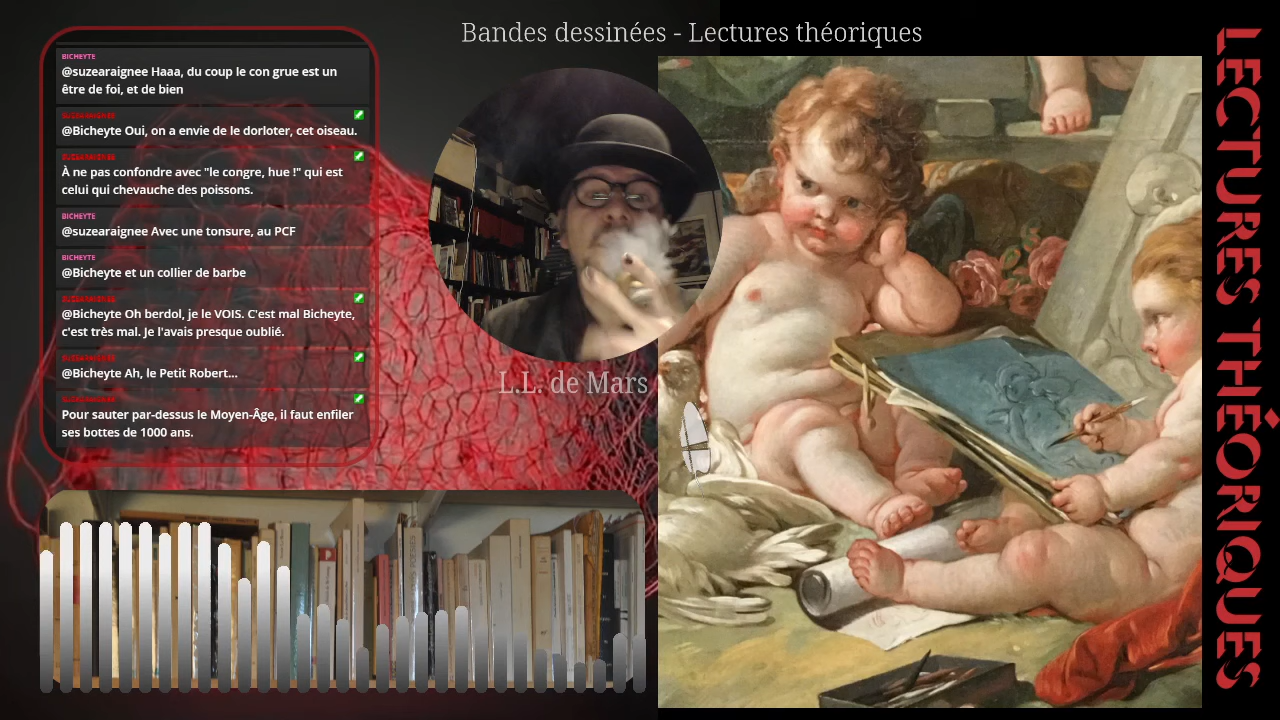 Bandes dessinées - Lectures théoriques
BICHEYTE
@suzearaignee Haaa, du coup le con grue est un
être de foi, et de bien
SUZEARAIGNEE
@Bicheyte Oui, on a envie de le dorloter, cet oiseau.
SUZEARAIGNEE
À ne pas confondre avec "le congre, hue !" qui est
celui qui chevauche des poissons.
BICHEYTE
@suzearaignee Avec une tonsure, au PCF
BICHEYTE
@Bicheyte et un collier de barbe
SUZEARAIGNEE
@Bicheyte Oh berdol, je le VOIS. C'est mal Bicheyte,
c'est très mal. Je l'avais presque oublié.
SUZEARAIGNEE
@Bicheyte Ah, le Petit Robert...
SUZEARAIGNEE
Pour sauter par-dessus le Moyen-Âge, il faut enfiler
ses bottes de 1000 ans.
L.L. de Mars
LECTURES THÉORIQUES